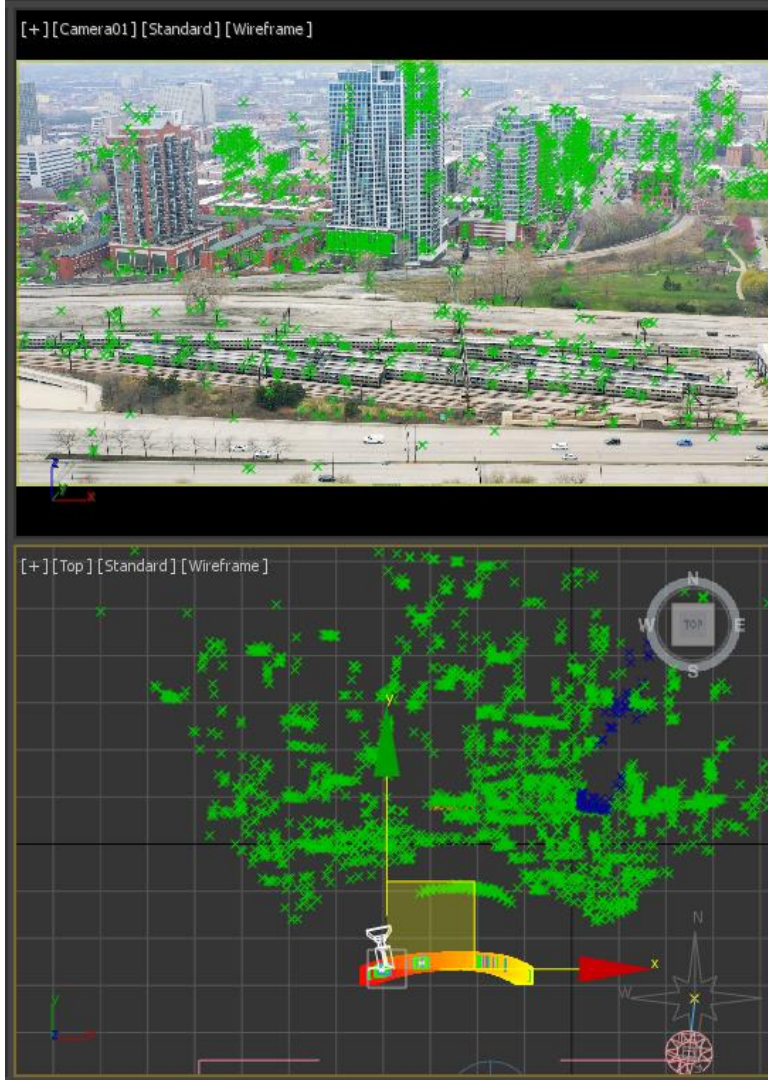 [+] [Camera01] [Standard] [Wireframe]
z
y
x
[+] [Top] [Standard] [Wireframe]
N
W TOP E
S
y
N
x
W
y
z
x